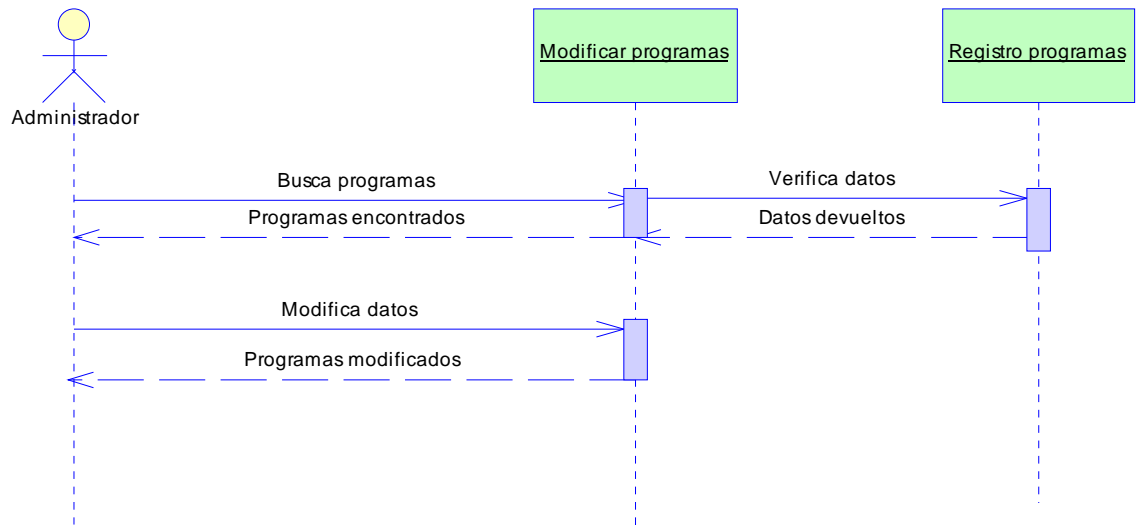 Modificar programas
Registro programas
Administrador
Busca programas
Verifica datos
Programas encontrados
Datos devueltos
Modifica datos
Programas modificados